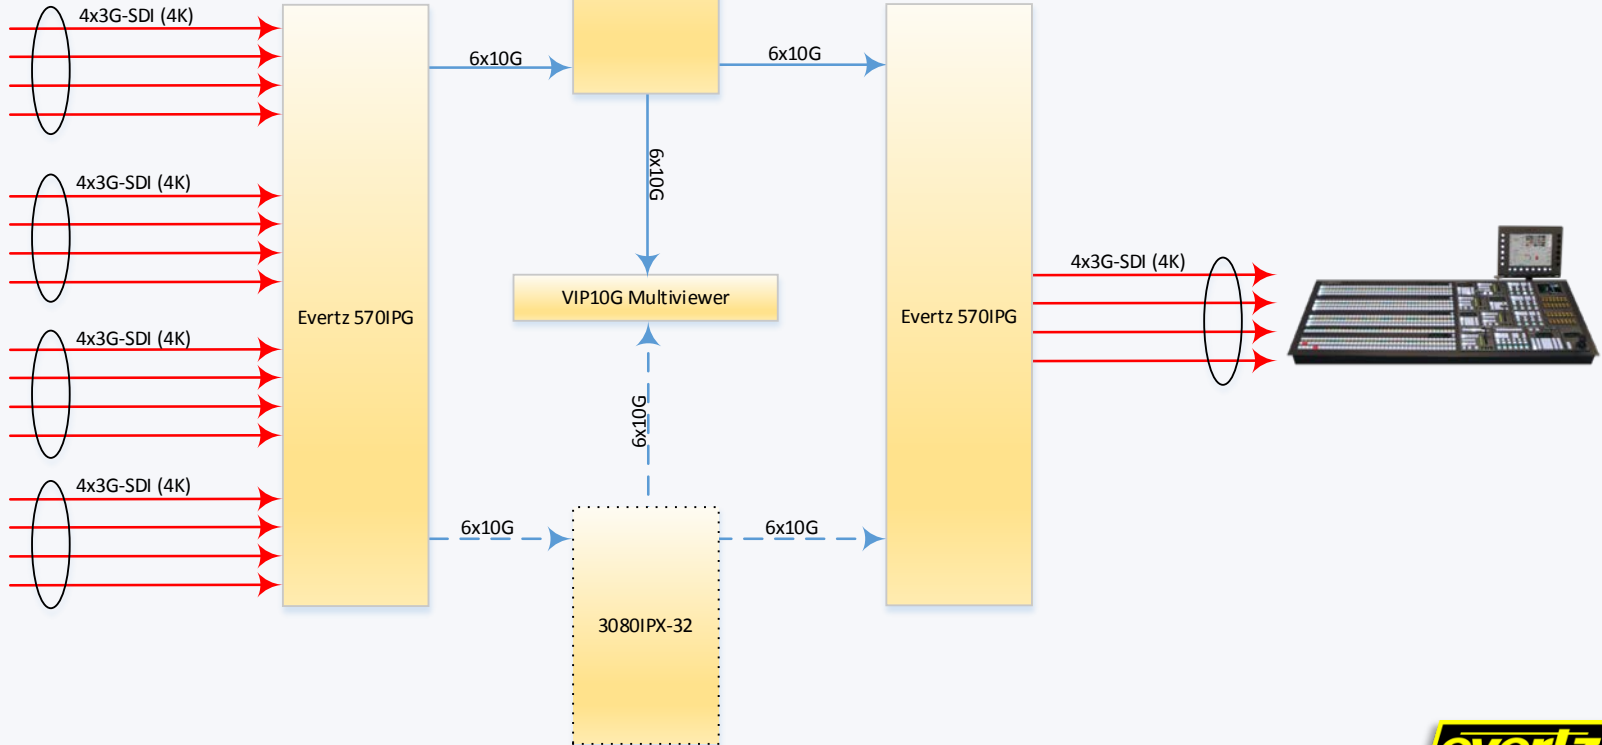 4x3G-SDI (4K)
6x10G
6x10G
6x10G
4x3G-SDI (4K)
4x3G-SDI (4K)
VIP10G Multiviewer
Evertz 570IPG
Evertz 570IPG
4x3G-SDI (4K)
6x10G
4x3G-SDI (4K)
6x10G
6x10G
3080IPX-32
evertz